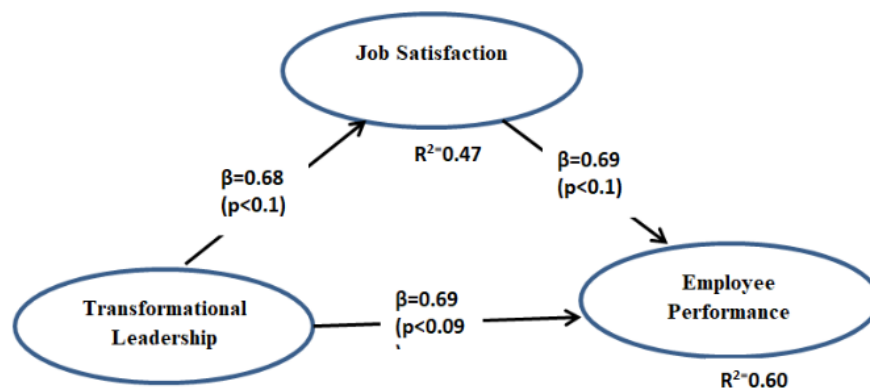 Job Satisfaction
R²=0.47
β=0.68
(p<0.1)
β=0.69
(p<0.1)
Transformational
Leadership
β=0.69
(p<0.09
)
Employee
Performance
R²=0.60